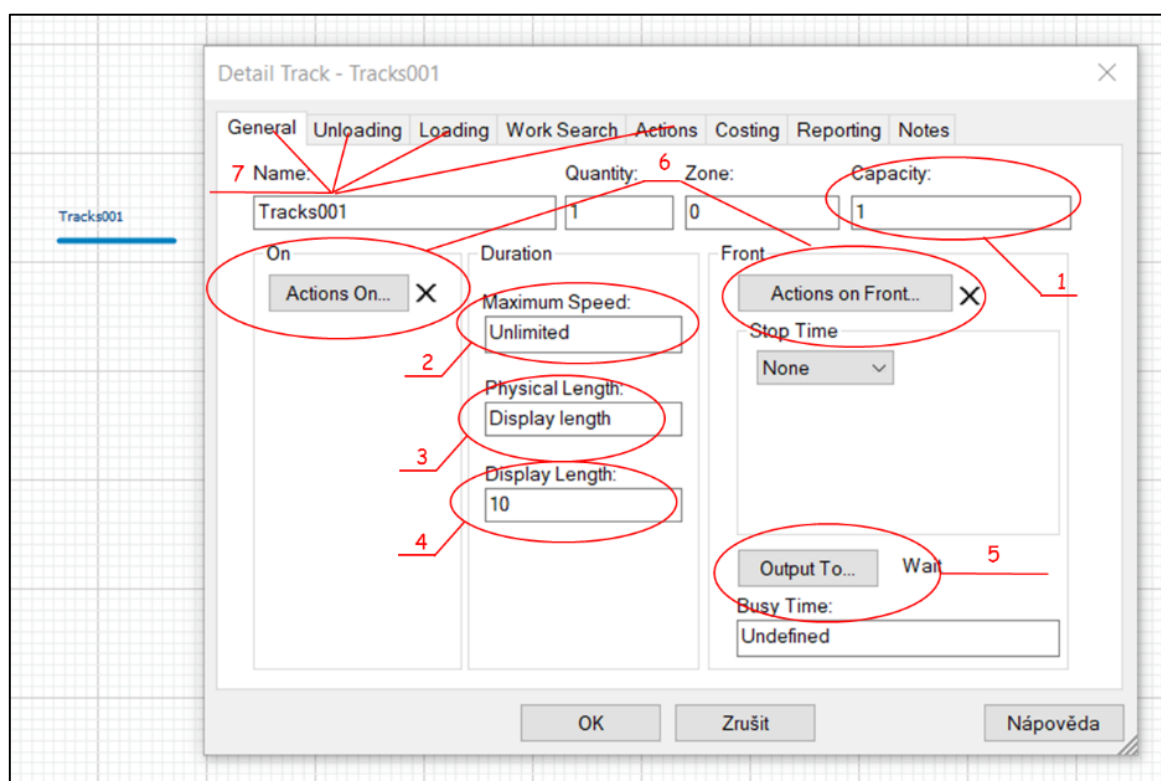 Detail Track - Tracks001
General Unloading Loading Work Search Actions Costing Reporting Notes
7 Name: Quantity: 6 Zone: Capacity:
Tracks001 Tracks001 1 0 1
On Duration Front
Actions On... Maximum Speed: Actions on Front... 1
Unlimited Stop Time
2 None
Physical Length:
Display length
3
Display Length:
10
4
Output To... Wait 5
Busy Time:
Undefined
OK Zrušit Nápověda